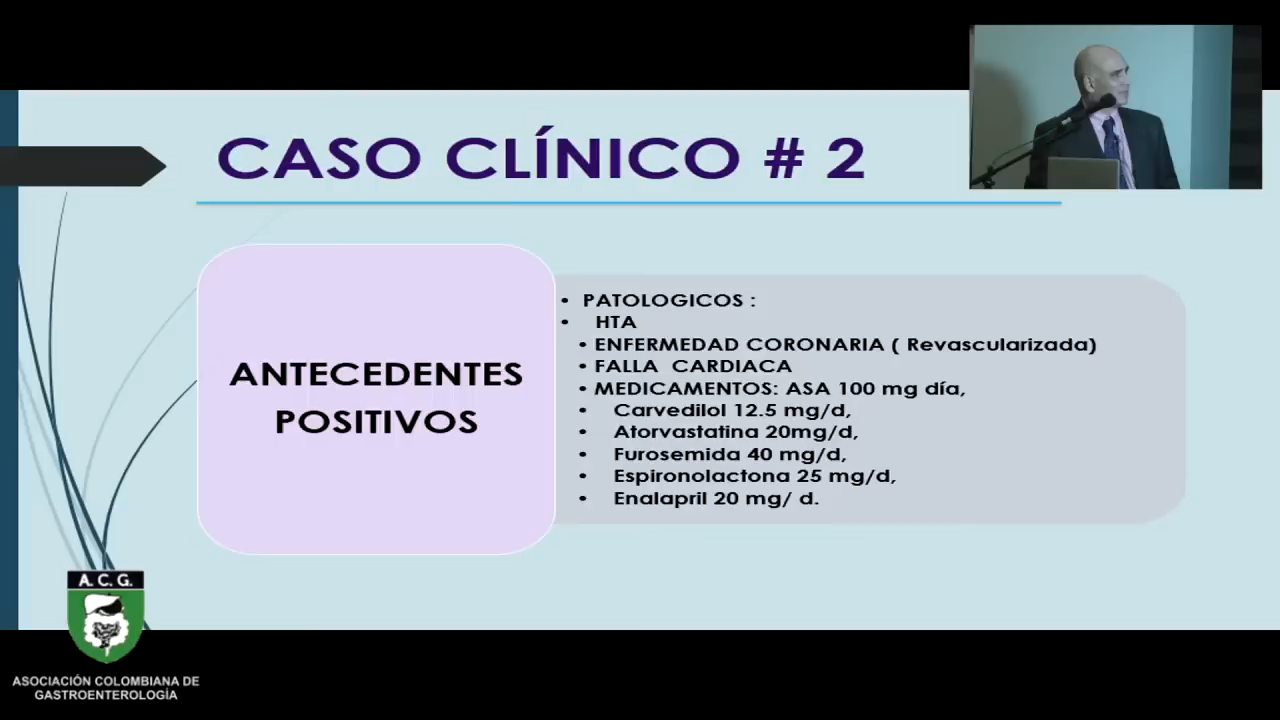 CASO CLÍNICO # 2
ANTECEDENTES
POSITIVOS
• PATOLOGICOS :
• HTA
• ENFERMEDAD CORONARIA ( Revascularizada)
• FALLA CARDIACA
• MEDICAMENTOS: ASA 100 mg día,
• Carvedilol 12.5 mg/d,
• Atorvastatina 20mg/d,
• Furosemida 40 mg/d,
• Espironolactona 25 mg/d,
• Enalapril 20 mg/ d.
A. C. G.
ASOCIACIÓN COLOMBIANA DE
GASTROENTEROLOGÍA